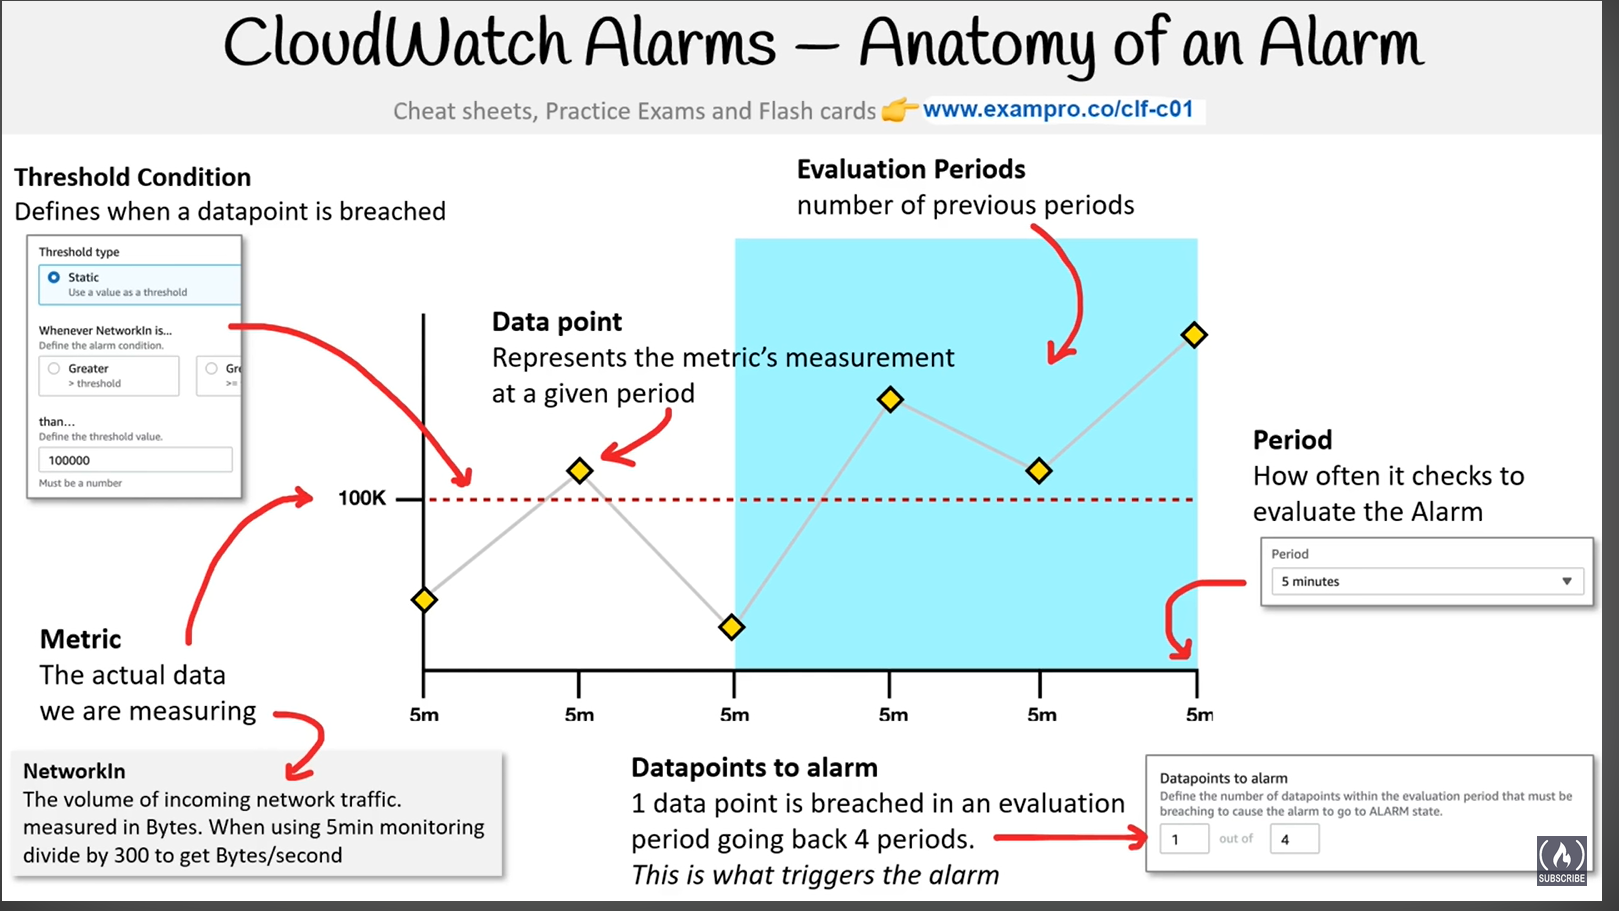 CloudWatch Alarms – Anatomy of an Alarm
Cheat sheets, Practice Exams and Flash cards 👉 www.exampro.co/clf-c01
Threshold Condition
Defines when a datapoint is breached
Threshold type
Static
Use a value as a threshold
Whenever NetworkIn is...
Define the alarm condition.
Greater
> threshold
Gre
>=
than...
Define the threshold value.
100000
Must be a number
Evaluation Periods
number of previous periods
Data point
Represents the metric's measurement
at a given period
100K
5m
5m
5m
5m
5m
5m
Period
How often it checks to
evaluate the Alarm
Period
5 minutes
Metric
The actual data
we are measuring
NetworkIn
The volume of incoming network traffic.
measured in Bytes. When using 5min monitoring
divide by 300 to get Bytes/second
Datapoints to alarm
1 data point is breached in an evaluation
period going back 4 periods.
This is what triggers the alarm
Datapoints to alarm
Define the number of datapoints within the evaluation period that must be
breaching to cause the alarm to go to ALARM state.
1 out of 4
SUBSCRIBE